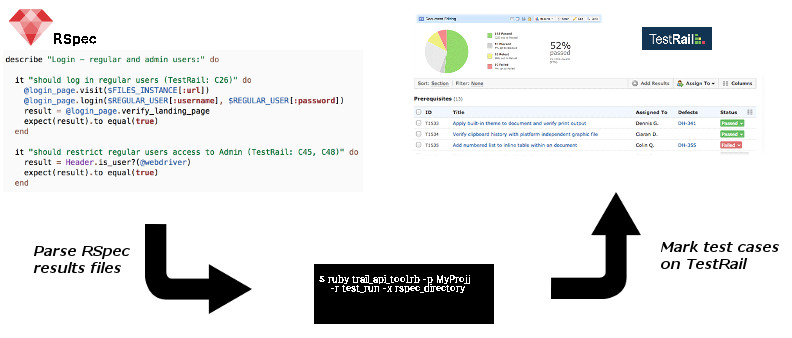 RSpec
describe "Login - regular and admin users:" do
it "should log in regular users (TestRail: C26)" do
@login_page.visit($FILES_INSTANCE[:url])
@login_page.login($REGULAR_USER[:username], $REGULAR_USER[:password])
result = @login_page.verify_landing_page
expect(result).to equal(true)
end
it "should restrict regular users access to Admin (TestRail: C45, C48)" do
result = Header.is_user?(@webdriver)
expect(result).to equal(true)
end
Document Editing
Passed
52%
passed
Failed
TestRail
Sort: Section Filter: None Add Results Assign To Columns
Prerequisites (13)
ID Title Assigned To Defects Status
T1533 Apply built-in theme to document and verify print output Dennis G. DH-341 Passed
T1534 Verify clipboard history with platform independent graphic file Ciaran D. Passed
T1535 Add numbered list to inline table within an document Colin Q. DH-355 Failed
Parse RSpec
results files
$ ruby trail_api_tool.rb -p MyProjj
-r test_run -x rspec_directory
Mark test cases
on TestRail